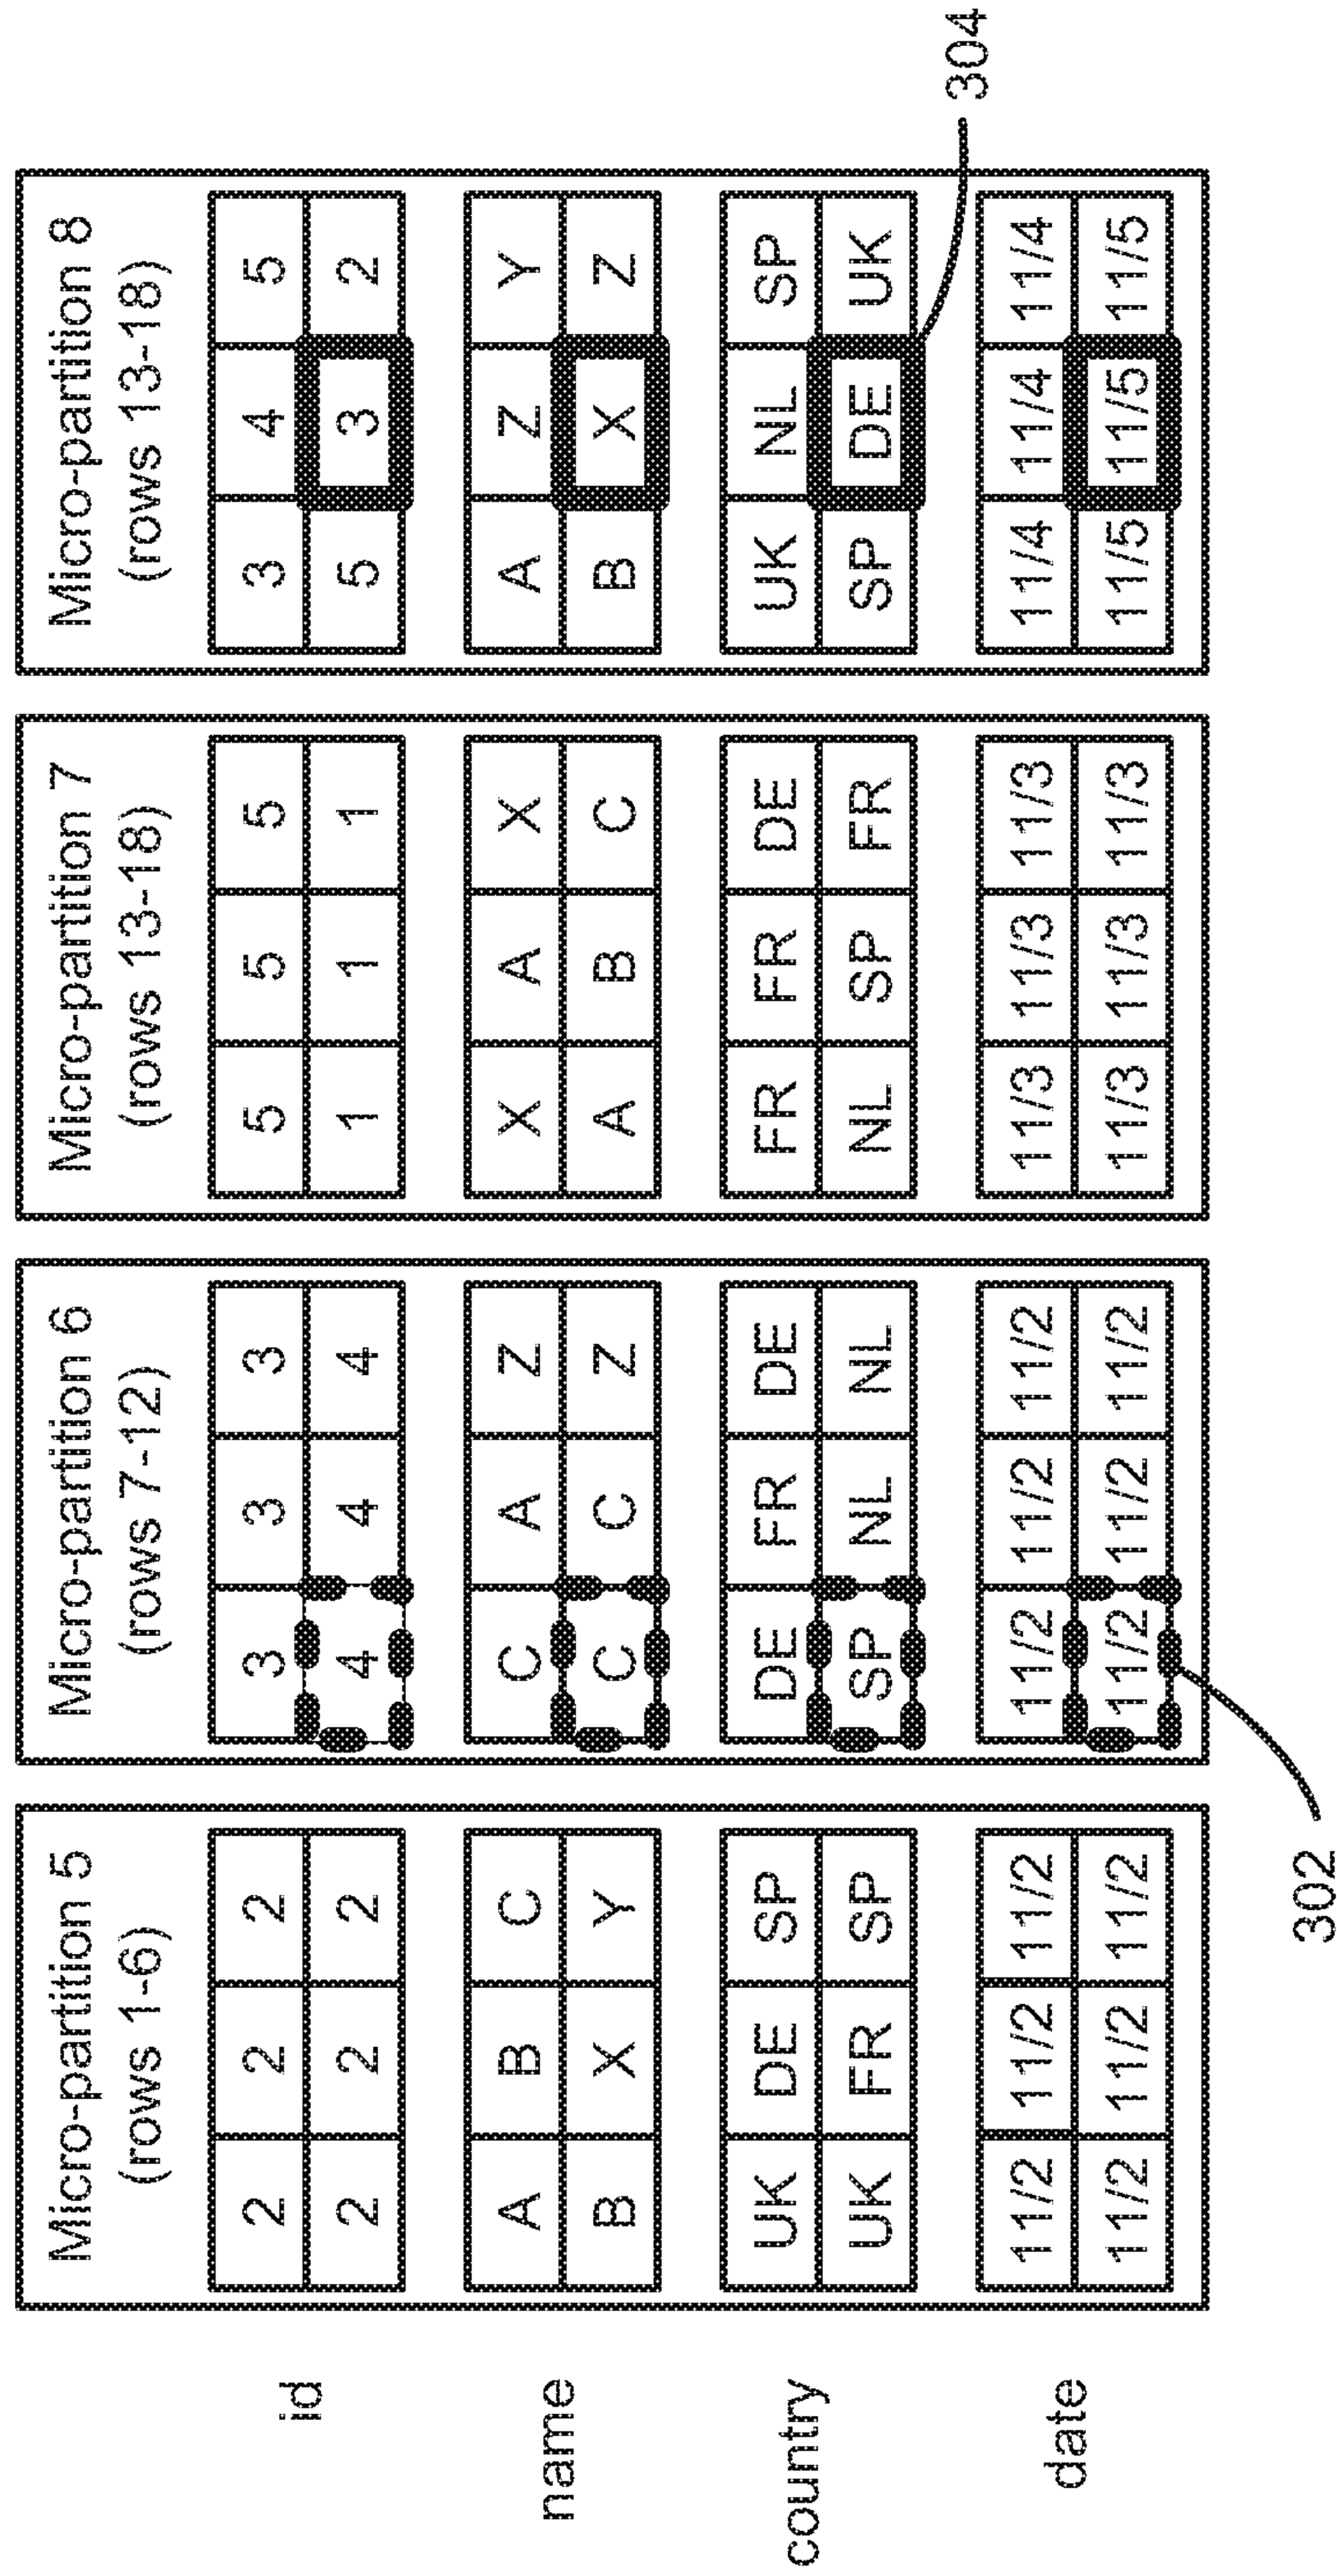 Micro-partition 5
(rows 1-6)
Micro-partition 6
(rows 7-12)
Micro-partition 7
(rows 13-18)
Micro-partition 8
(rows 13-18)
id
2 2 2 3 3 3 5 5 5 3 4 5
2 2 2 4 4 4 1 1 1 5 3 2
name
A B C C A Z X A X A Z Y
B X Y C C Z A B C B X Z
country
UK DE SP DE FR DE FR FR DE UK NL SP
UK FR SP SP NL NL NL SP FR SP DE UK
date
11/2 11/2 11/2 11/2 11/2 11/2 11/3 11/3 11/3 11/4 11/4 11/4
11/2 11/2 11/2 11/2 11/2 11/2 11/3 11/3 11/3 11/5 11/5 11/5
302
304